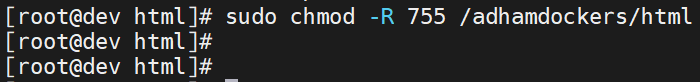 [root@dev html]# sudo chmod -R 755 /adhamdockers/html
[root@dev html]#
[root@dev html]#